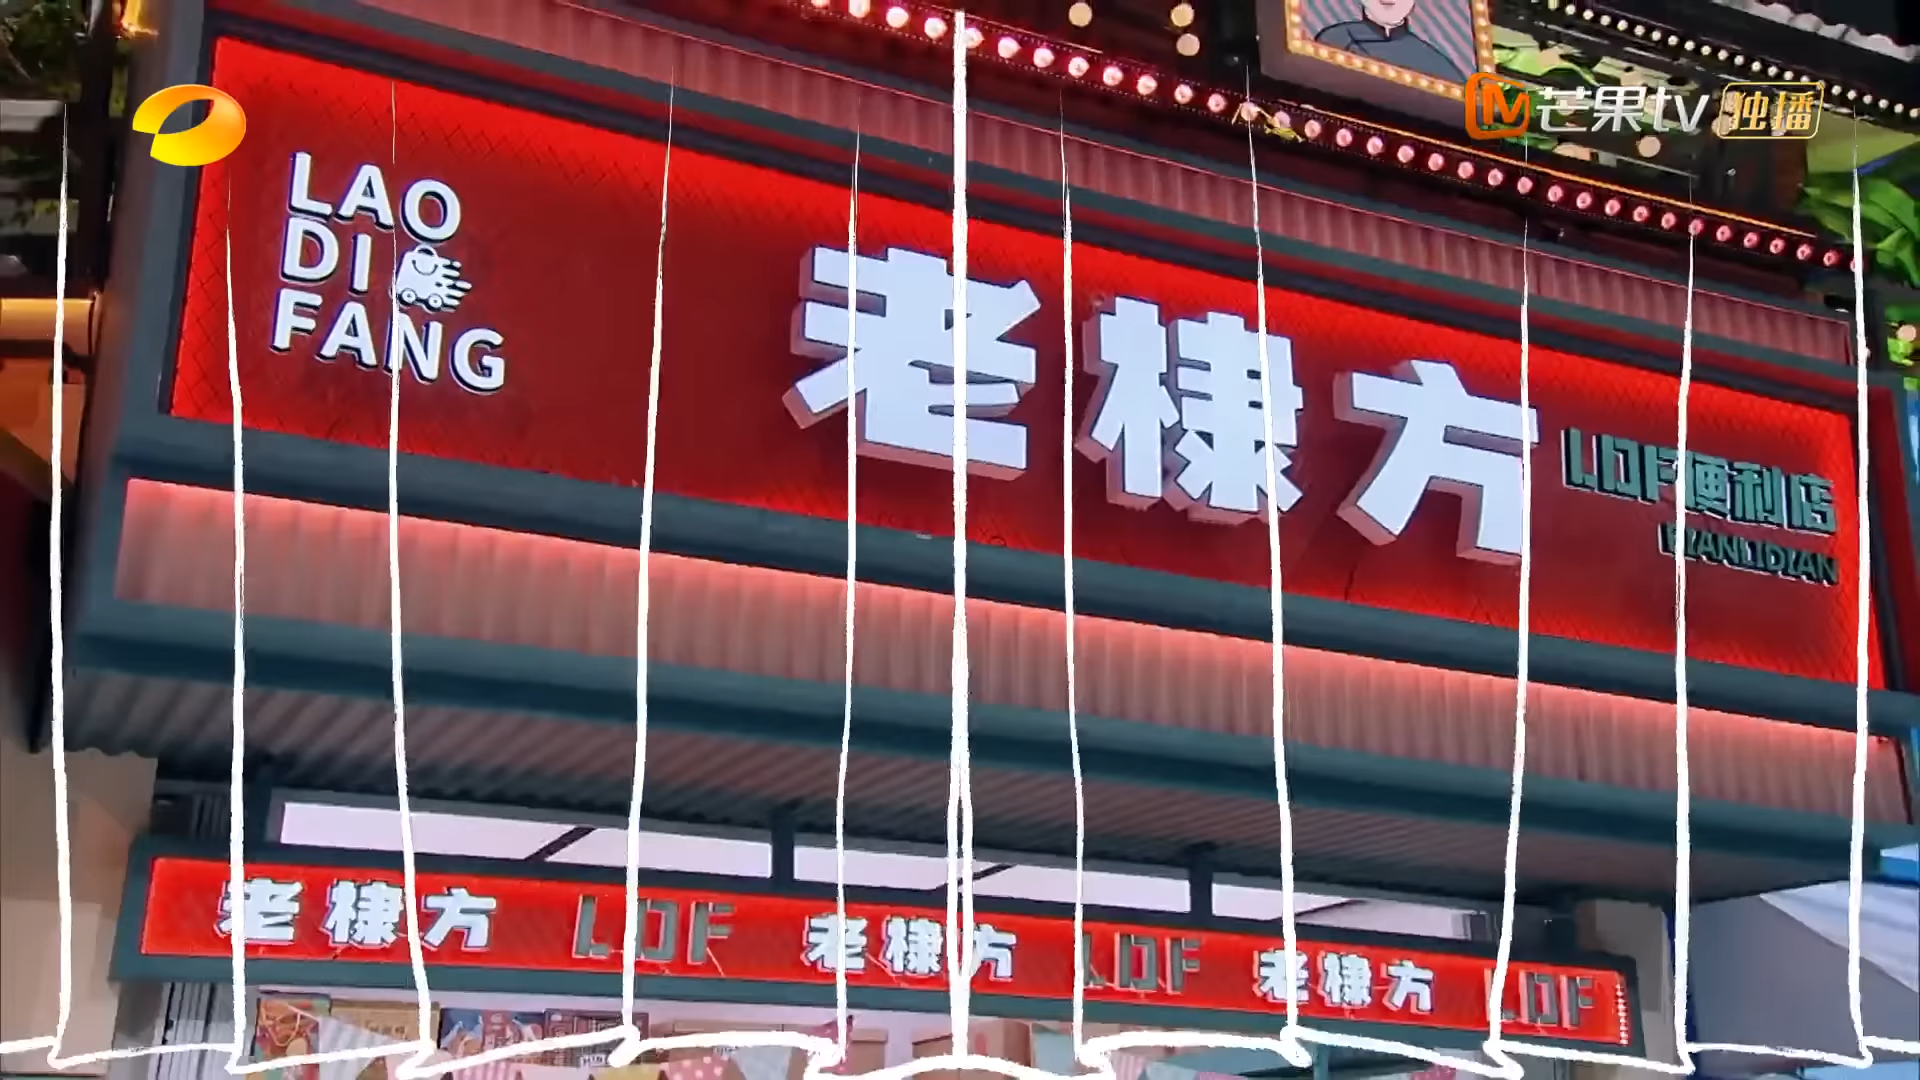 芒果tv 独播
LAO
DI
FANG
老棣方
LDF便利店
BIANLIDIAN
老棣方 LDF 老棣方 LDF 老棣方 LDF